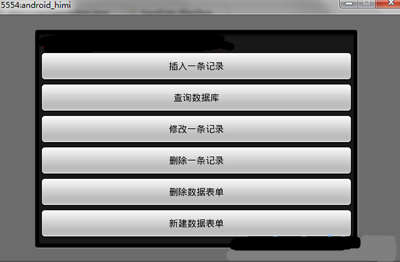 5554:android_himi
插入一条记录
查询数据库
修改一条记录
删除一条记录
删除数据表单
新建数据表单